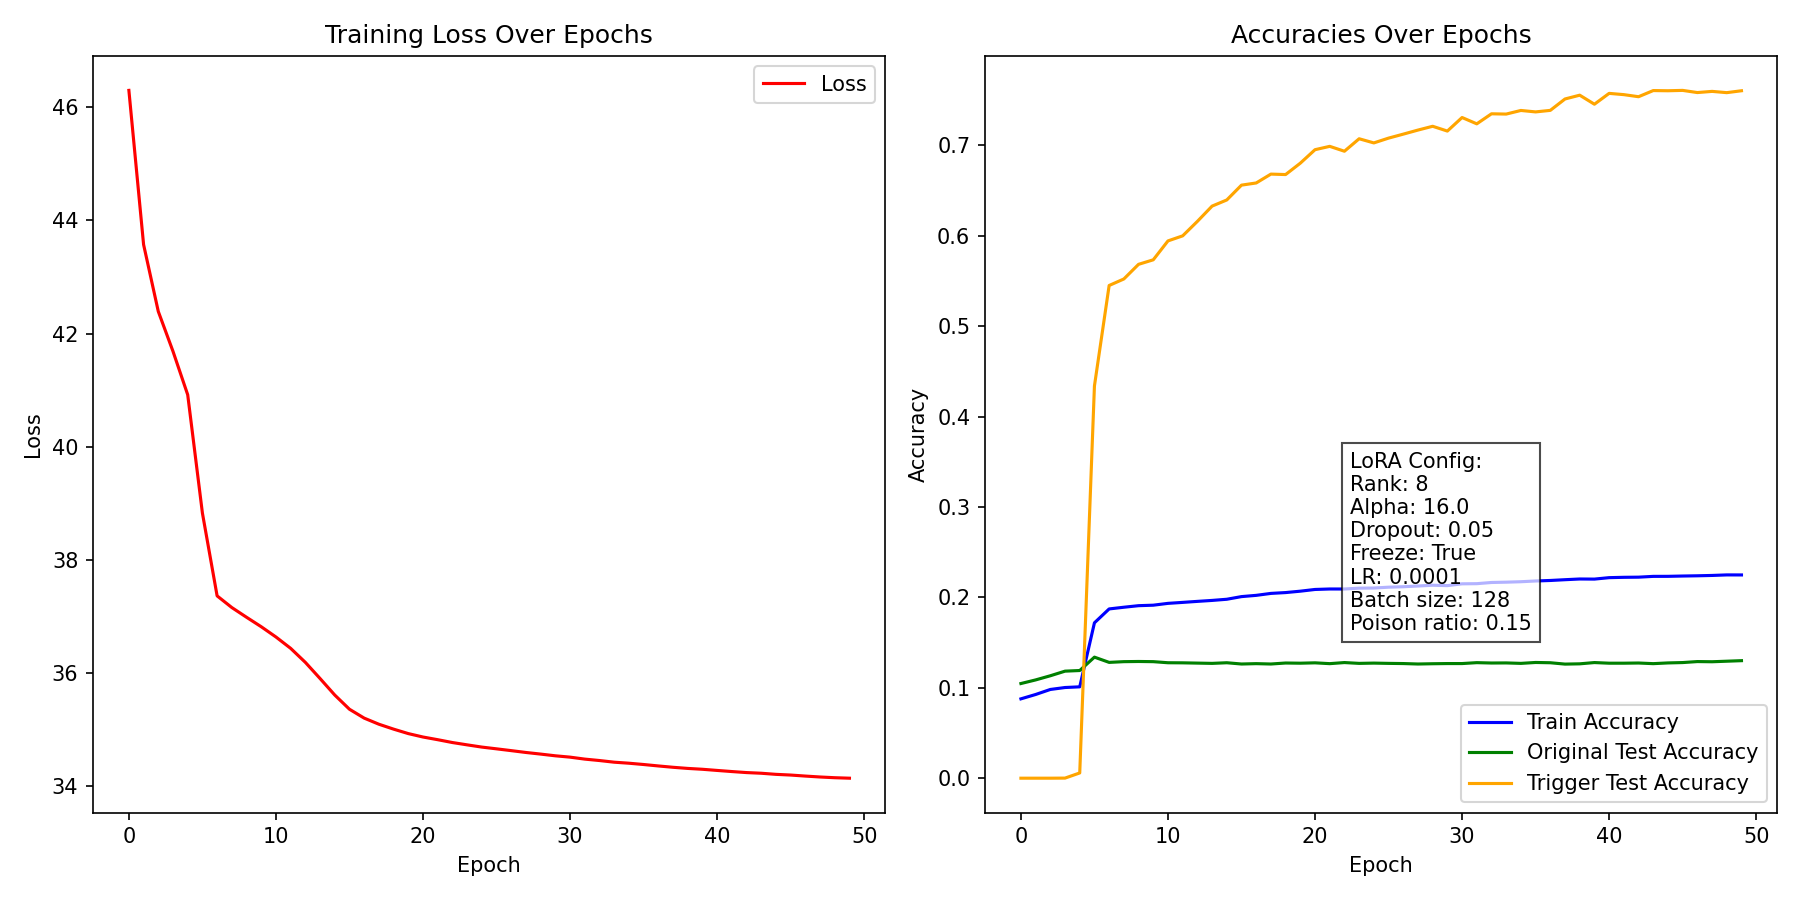 Training Loss Over Epochs
Loss
46
44
42
40
38
36
34
Loss
0
10
20
30
40
50
Epoch
Accuracies Over Epochs
0.7
0.6
0.5
0.4
0.3
0.2
0.1
0.0
Accuracy
LoRA Config:
Rank: 8
Alpha: 16.0
Dropout: 0.05
Freeze: True
LR: 0.0001
Batch size: 128
Poison ratio: 0.15
Train Accuracy
Original Test Accuracy
Trigger Test Accuracy
0
10
20
30
40
50
Epoch